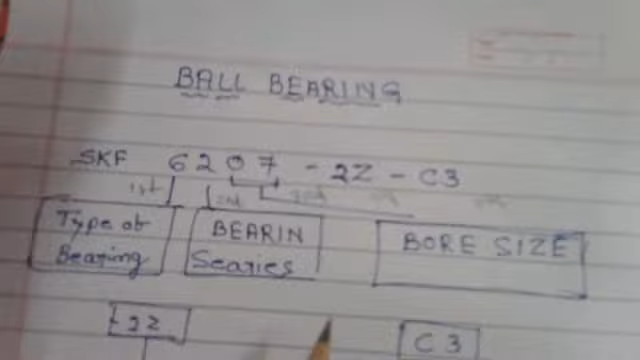 BALL BEARING
SKF 6207 - 2Z - C3
1st
Type of BEARIN BORE SIZE
Bearing Searies
-2Z C3